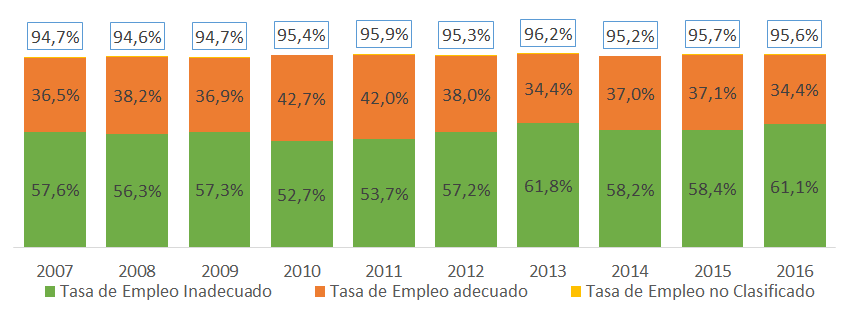 94,7% 94,6% 94,7% 95,4% 95,9% 95,3% 96,2% 95,2% 95,7% 95,6%
36,5% 38,2% 36,9% 42,7% 42,0% 38,0% 34,4% 37,0% 37,1% 34,4%
57,6% 56,3% 57,3% 52,7% 53,7% 57,2% 61,8% 58,2% 58,4% 61,1%
2007 2008 2009 2010 2011 2012 2013 2014 2015 2016
Tasa de Empleo Inadecuado Tasa de Empleo adecuado Tasa de Empleo no Clasificado